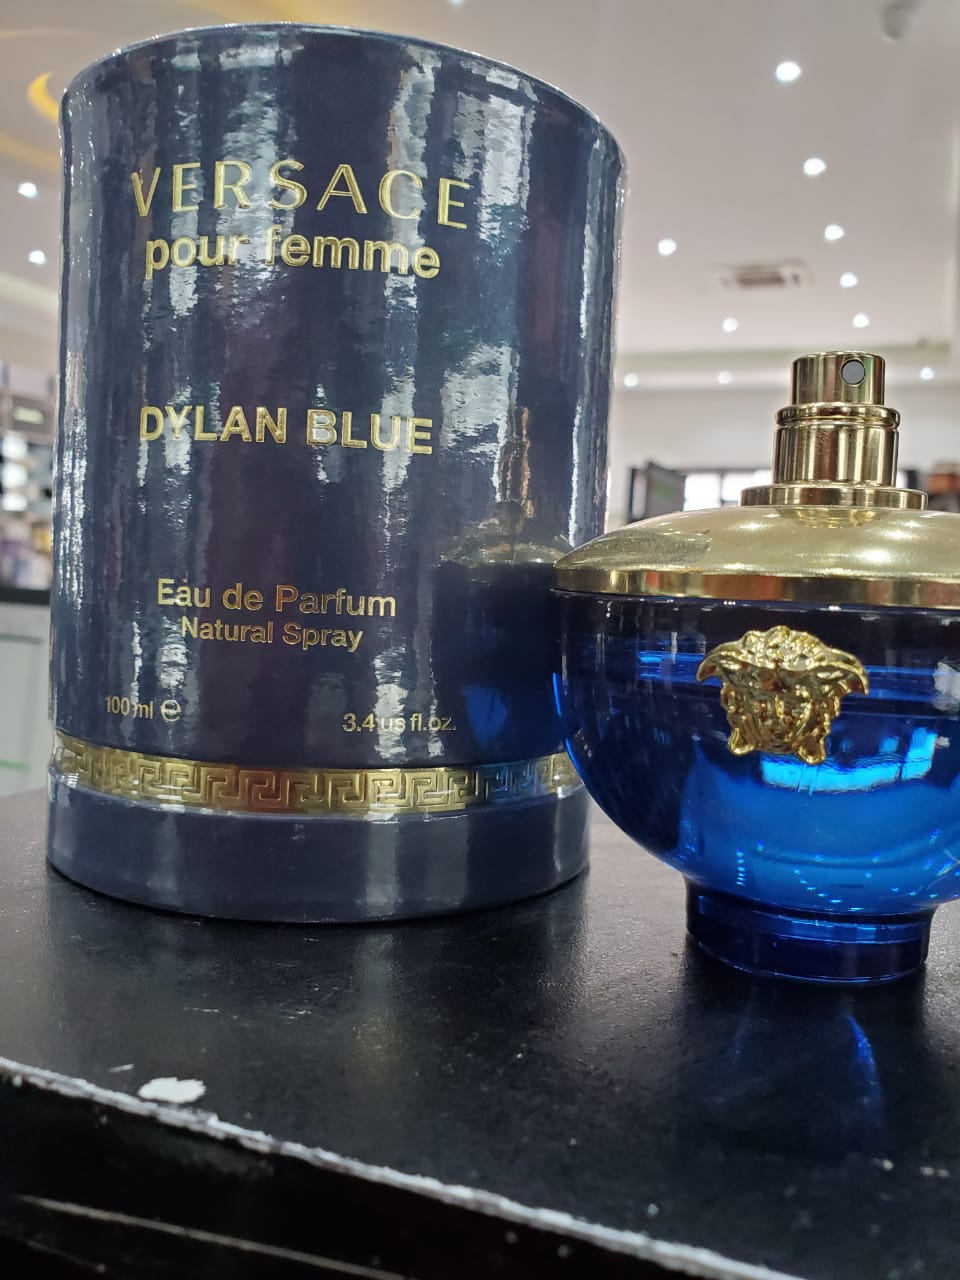 VERSACE
pour femme
DYLAN BLUE
Eau de Parfum
Natural Spray
100 ml ℮
3.4 us fl.oz.